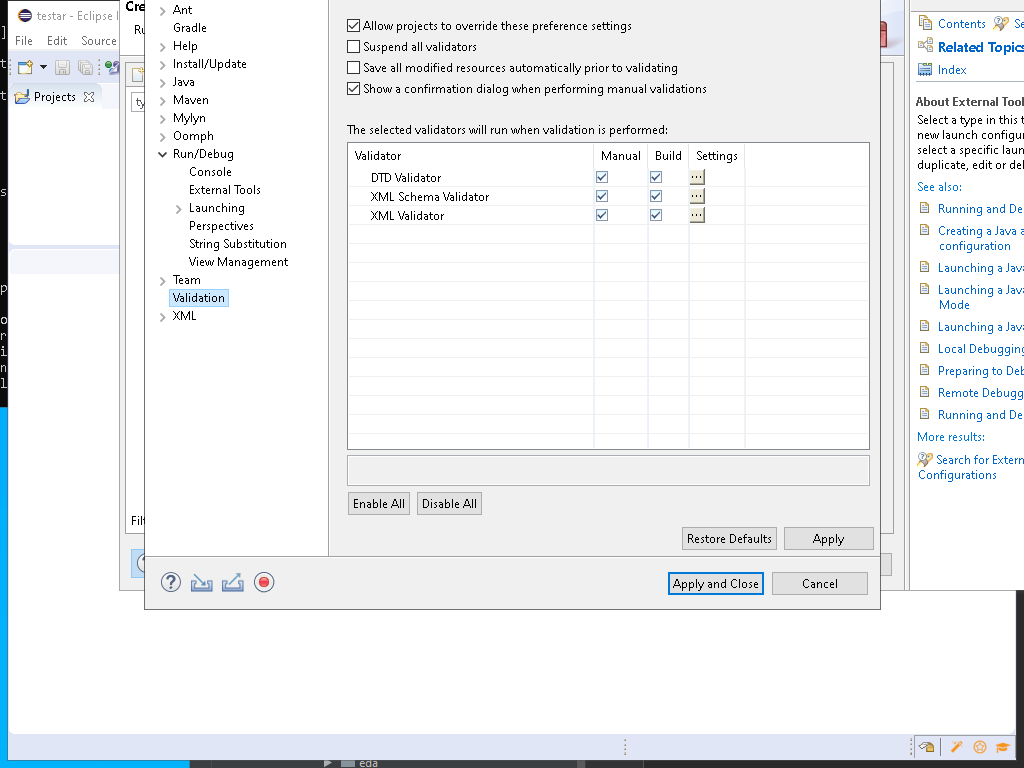 testar - Eclipse
File Edit Source
Projects
Cre
Ru
ty
Filt
Ant
Gradle
Help
Install/Update
Java
Maven
Mylyn
Oomph
Run/Debug
Console
External Tools
Launching
Perspectives
String Substitution
View Management
Team
Validation
XML
Allow projects to override these preference settings
Suspend all validators
Save all modified resources automatically prior to validating
Show a confirmation dialog when performing manual validations
The selected validators will run when validation is performed:
Validator Manual Build Settings
DTD Validator ...
XML Schema Validator ...
XML Validator ...
Enable All Disable All
Restore Defaults Apply
Apply and Close Cancel
Contents Se
Related Topics
Index
About External Tool
Select a type in this t
new launch configur
select a specific laun
duplicate, edit or del
See also:
Running and De
Creating a Java a
configuration
Launching a Java
Launching a Java
Mode
Launching a Java
Local Debugging
Preparing to Deb
Remote Debugg
Running and De
More results:
Search for Extern
Configurations
eda